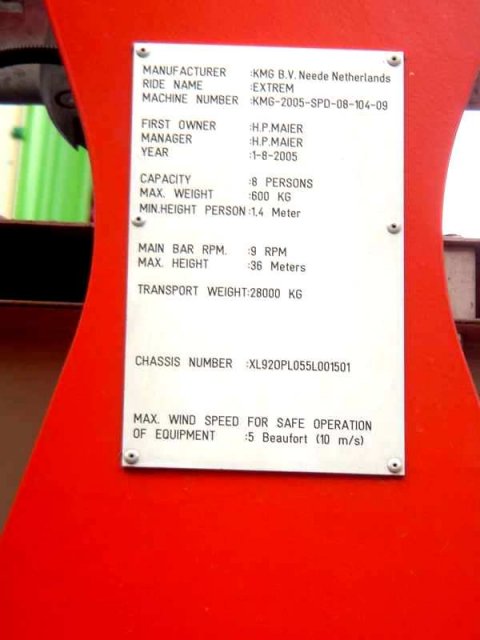 MANUFACTURER :KMG B.V. Neede Netherlands
RIDE NAME :EXTREM
MACHINE NUMBER :KMG-2005-SPD-08-104-09
FIRST OWNER :H.P.MAIER
MANAGER :H.P.MAIER
YEAR :1-8-2005
CAPACITY :8 PERSONS
MAX. WEIGHT :600 KG
MIN.HEIGHT PERSON:1,4 Meter
MAIN BAR RPM. :9 RPM
MAX. HEIGHT :36 Meters
TRANSPORT WEIGHT:28000 KG
CHASSIS NUMBER :XL920PL055L001501
MAX. WIND SPEED FOR SAFE OPERATION
OF EQUIPMENT :5 Beaufort (10 m/s)